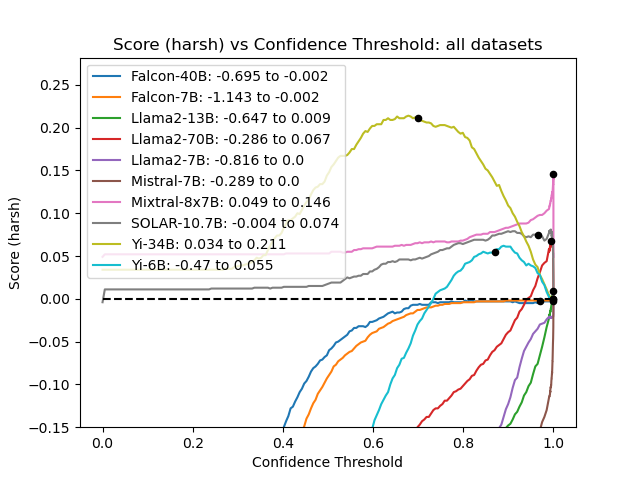 Score (harsh) vs Confidence Threshold: all datasets
Score (harsh)
0.25
0.20
0.15
0.10
0.05
0.00
−0.05
−0.10
−0.15
Falcon-40B: -0.695 to -0.002
Falcon-7B: -1.143 to -0.002
Llama2-13B: -0.647 to 0.009
Llama2-70B: -0.286 to 0.067
Llama2-7B: -0.816 to 0.0
Mistral-7B: -0.289 to 0.0
Mixtral-8x7B: 0.049 to 0.146
SOLAR-10.7B: -0.004 to 0.074
Yi-34B: 0.034 to 0.211
Yi-6B: -0.47 to 0.055
0.0 0.2 0.4 0.6 0.8 1.0
Confidence Threshold